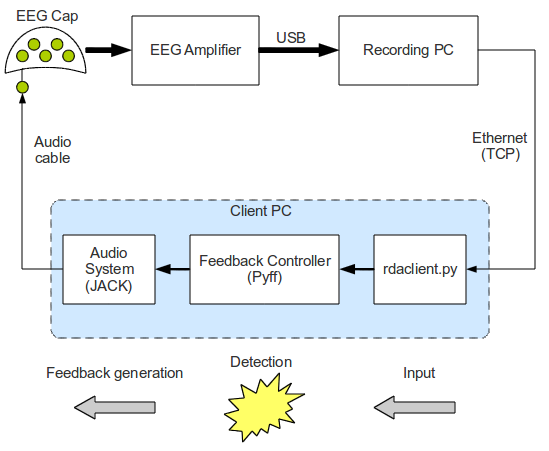 EEG Cap
EEG Amplifier
USB
Recording PC
Audio
cable
Ethernet
(TCP)
Client PC
Audio
System
(JACK)
Feedback Controller
(Pyff)
rdaclient.py
Feedback generation
Detection
Input